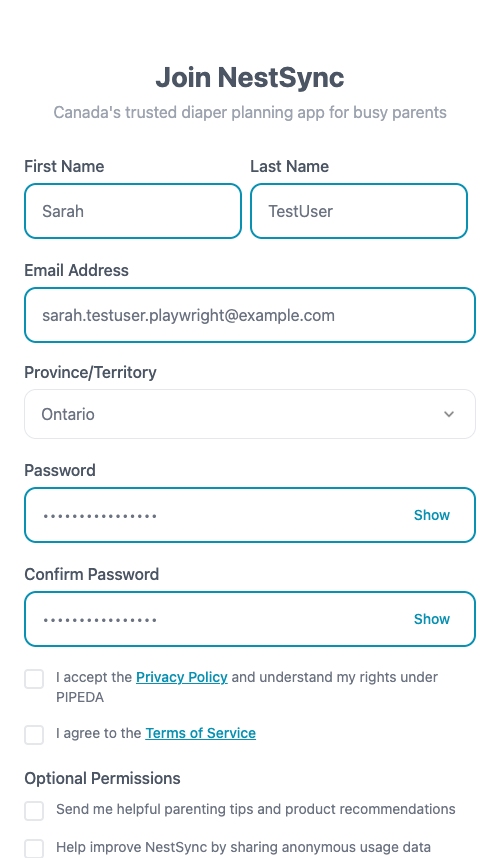 Join NestSync
Canada's trusted diaper planning app for busy parents
First Name
Last Name
Sarah
TestUser
Email Address
sarah.testuser.playwright@example.com
Province/Territory
Ontario
Password
••••••••••••••••
Show
Confirm Password
••••••••••••••••
Show
I accept the Privacy Policy and understand my rights under
PIPEDA
I agree to the Terms of Service
Optional Permissions
Send me helpful parenting tips and product recommendations
Help improve NestSync by sharing anonymous usage data